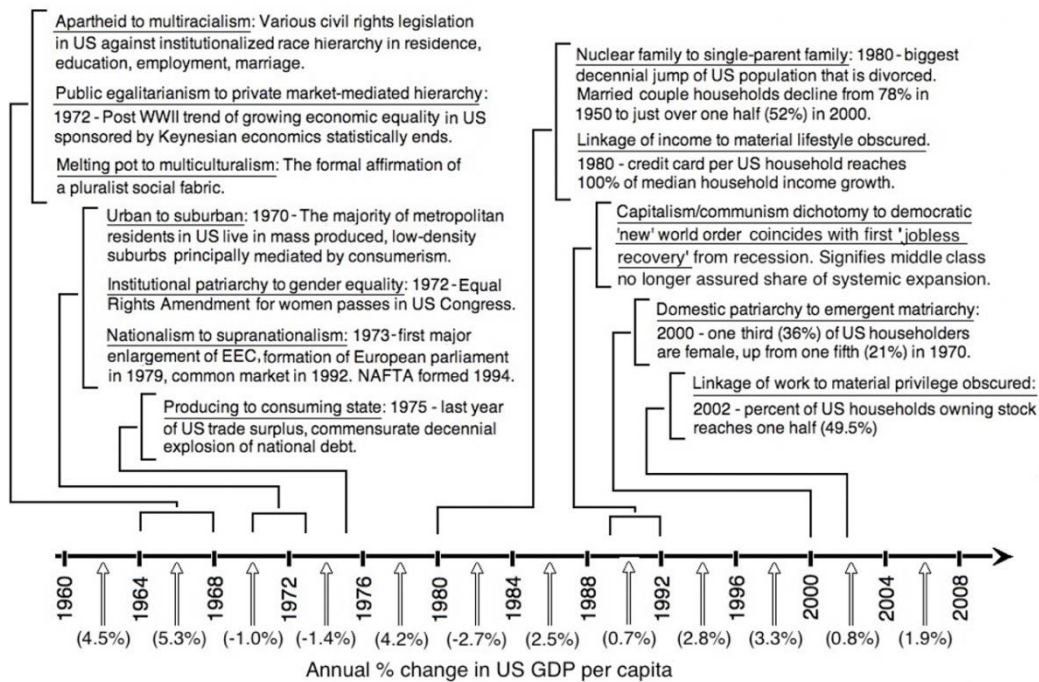 Apartheid to multiracialism: Various civil rights legislation
in US against institutionalized race hierarchy in residence,
education, employment, marriage.
Public egalitarianism to private market-mediated hierarchy:
1972 - Post WWII trend of growing economic equality in US
sponsored by Keynesian economics statistically ends.
Melting pot to multiculturalism: The formal affirmation of
a pluralist social fabric.
Urban to suburban: 1970 - The majority of metropolitan
residents in US live in mass produced, low-density
suburbs principally mediated by consumerism.
Institutional patriarchy to gender equality: 1972 - Equal
Rights Amendment for women passes in US Congress.
Nationalism to supranationalism: 1973-first major
enlargement of EEC, formation of European parliament
in 1979, common market in 1992. NAFTA formed 1994.
Producing to consuming state: 1975 - last year
of US trade surplus, commensurate decennial
explosion of national debt.
Nuclear family to single-parent family: 1980 - biggest
decennial jump of US population that is divorced.
Married couple households decline from 78% in
1950 to just over one half (52%) in 2000.
Linkage of income to material lifestyle obscured.
1980 - credit card per US household reaches
100% of median household income growth.
Capitalism/communism dichotomy to democratic
'new' world order coincides with first 'jobless
recovery' from recession. Signifies middle class
no longer assured share of systemic expansion.
Domestic patriarchy to emergent matriarchy:
2000 - one third (36%) of US householders
are female, up from one fifth (21%) in 1970.
Linkage of work to material privilege obscured:
2002 - percent of US households owning stock
reaches one half (49.5%)
1960 1964 1968 1972 1976 1980 1984 1988 1992 1996 2000 2004 2008
(4.5%) (5.3%) (-1.0%) (-1.4%) (4.2%) (-2.7%) (2.5%) (0.7%) (2.8%) (3.3%) (0.8%) (1.9%)
Annual % change in US GDP per capita